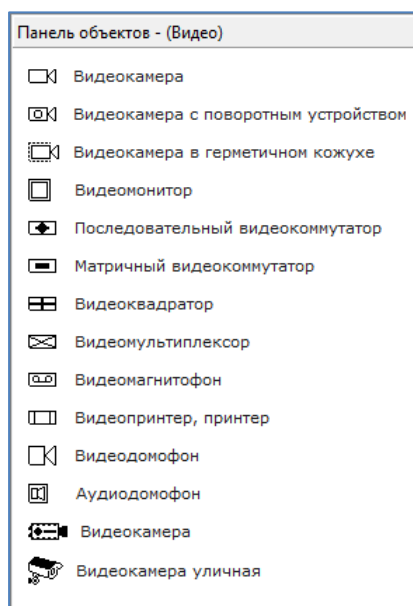 Панель объектов - (Видео)
Видеокамера
Видеокамера с поворотным устройством
Видеокамера в герметичном кожухе
Видеомонитор
Последовательный видеокоммутатор
Матричный видеокоммутатор
Видеоквадратор
Видеомультиплексор
Видеомагнитофон
Видеопринтер, принтер
Видеодомофон
Аудиодомофон
Видеокамера
Видеокамера уличная